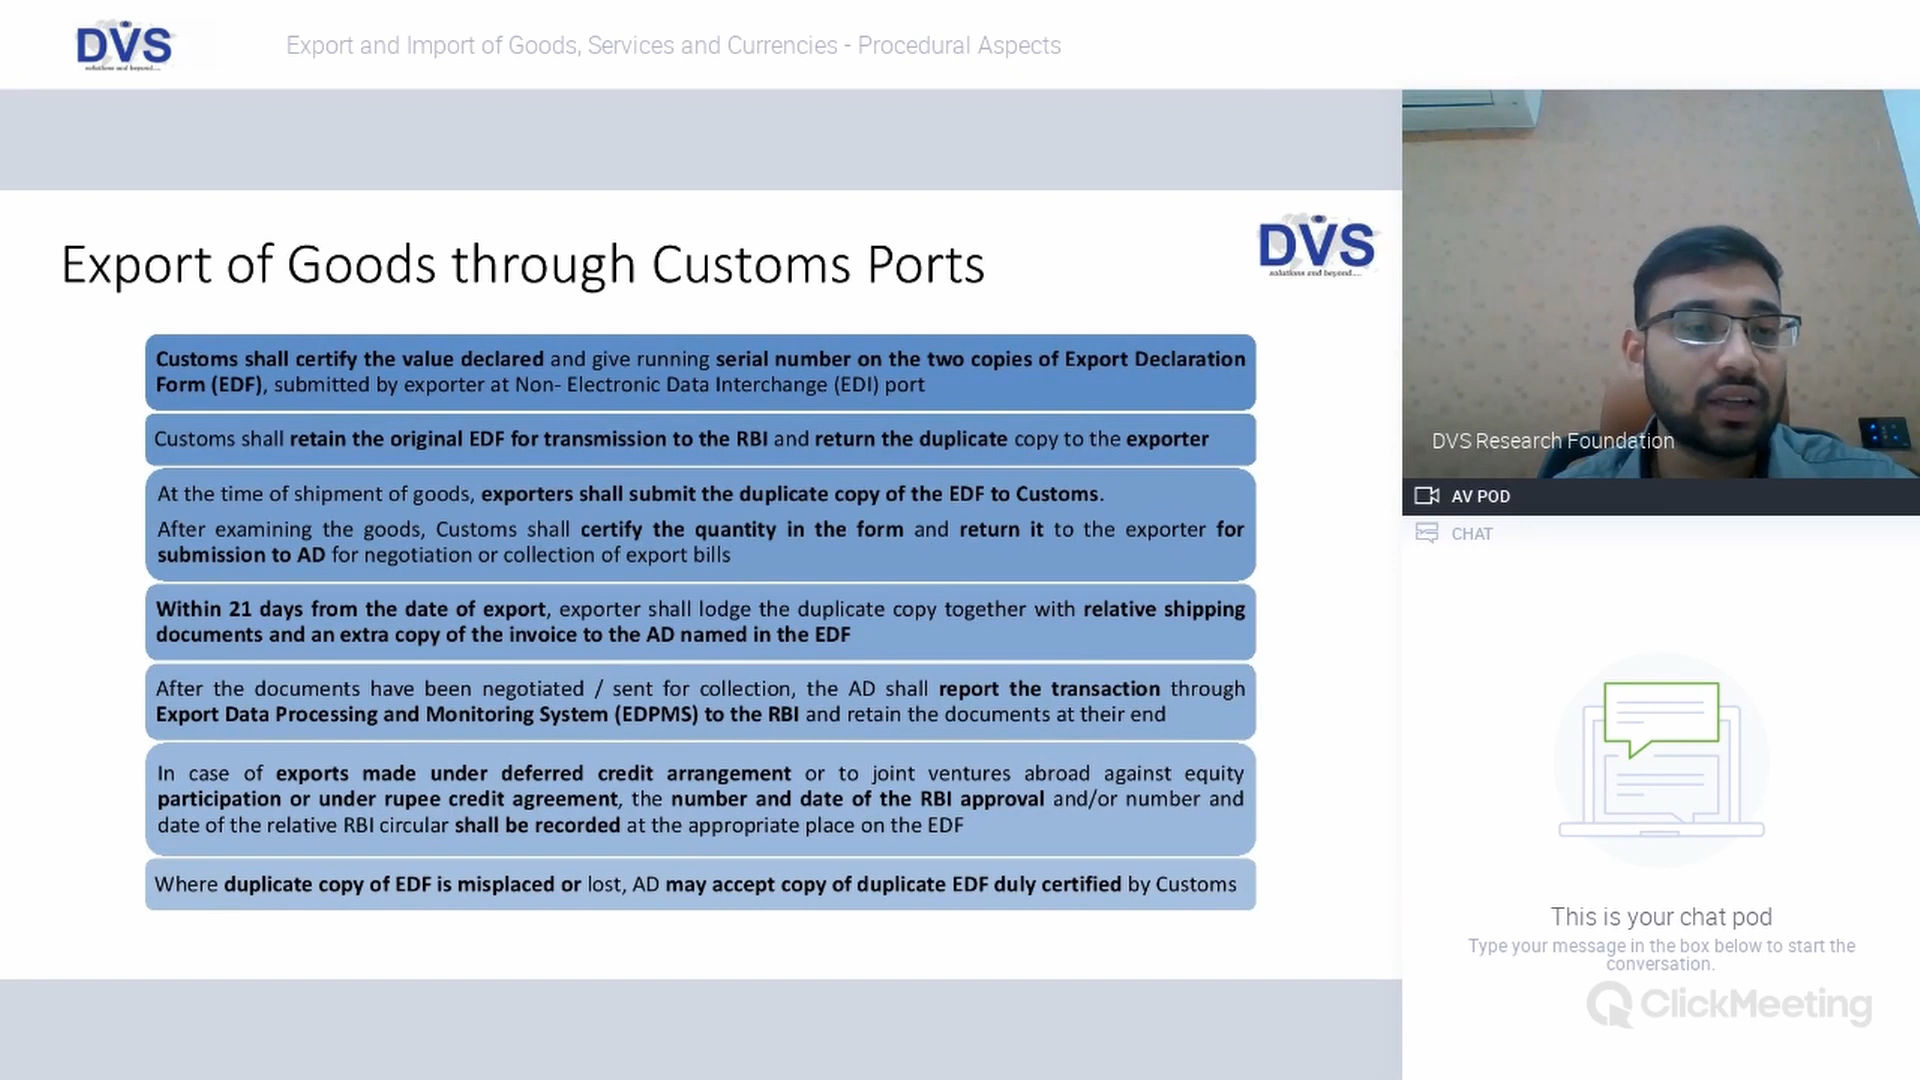 DVS
solutions and beyond....
Export and Import of Goods, Services and Currencies - Procedural Aspects
Export of Goods through Customs Ports
DVS
solutions and beyond....
Customs shall certify the value declared and give running serial number on the two copies of Export Declaration
Form (EDF), submitted by exporter at Non- Electronic Data Interchange (EDI) port
Customs shall retain the original EDF for transmission to the RBI and return the duplicate copy to the exporter
At the time of shipment of goods, exporters shall submit the duplicate copy of the EDF to Customs.
After examining the goods, Customs shall certify the quantity in the form and return it to the exporter for
submission to AD for negotiation or collection of export bills
Within 21 days from the date of export, exporter shall lodge the duplicate copy together with relative shipping
documents and an extra copy of the invoice to the AD named in the EDF
After the documents have been negotiated / sent for collection, the AD shall report the transaction through
Export Data Processing and Monitoring System (EDPMS) to the RBI and retain the documents at their end
In case of exports made under deferred credit arrangement or to joint ventures abroad against equity
participation or under rupee credit agreement, the number and date of the RBI approval and/or number and
date of the relative RBI circular shall be recorded at the appropriate place on the EDF
Where duplicate copy of EDF is misplaced or lost, AD may accept copy of duplicate EDF duly certified by Customs
DVS Research Foundation
AV POD
CHAT
This is your chat pod
Type your message in the box below to start the
conversation.
ClickMeeting